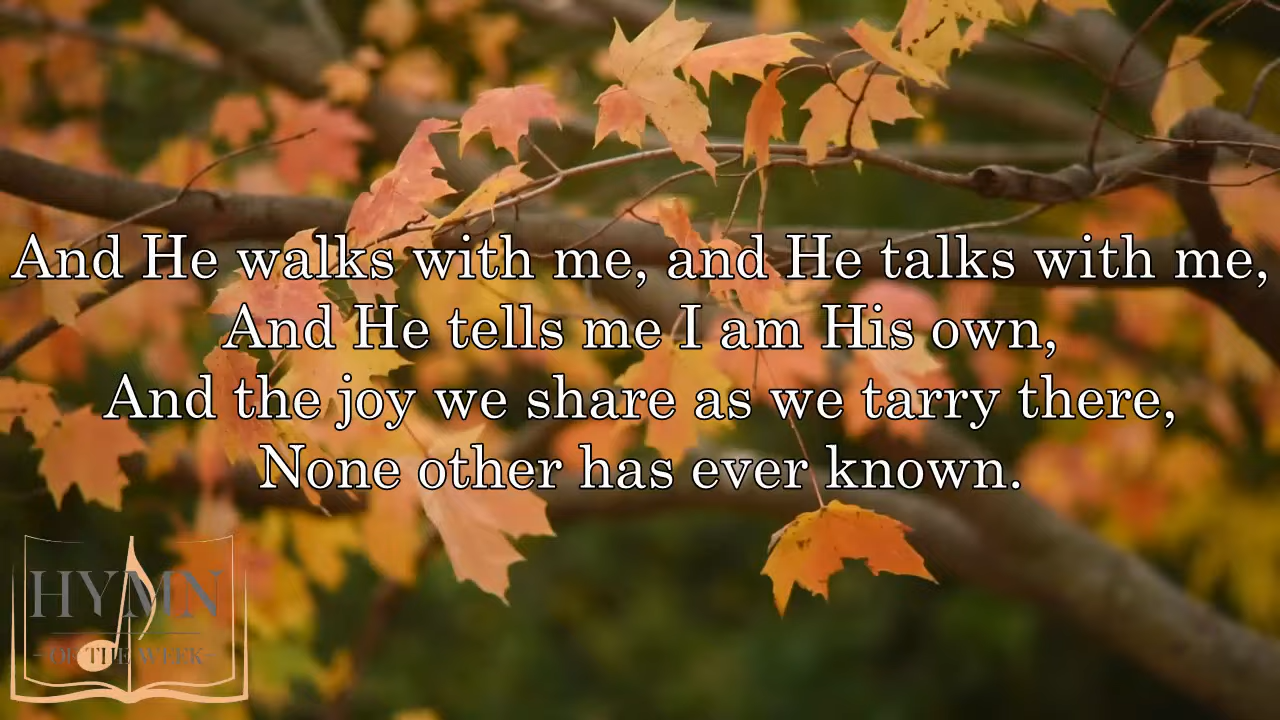 And He walks with me, and He talks with me,
And He tells me I am His own,
And the joy we share as we tarry there,
None other has ever known.
HYMN
OF THE WEEK